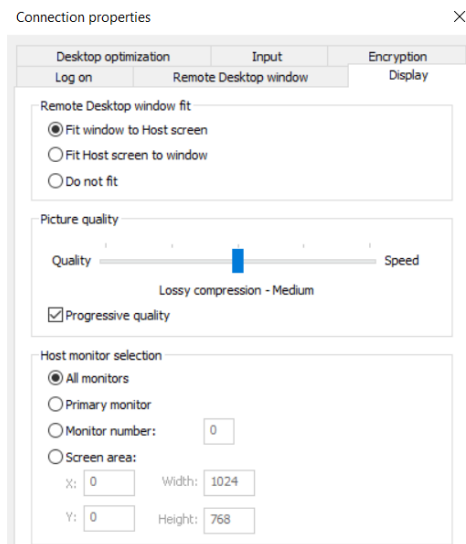 Connection properties
Desktop optimization Input Encryption
Log on Remote Desktop window Display
Remote Desktop window fit
Fit window to Host screen
Fit Host screen to window
Do not fit
Picture quality
Quality Speed
Lossy compression - Medium
Progressive quality
Host monitor selection
All monitors
Primary monitor
Monitor number: 0
Screen area:
X: 0 Width: 1024
Y: 0 Height: 768